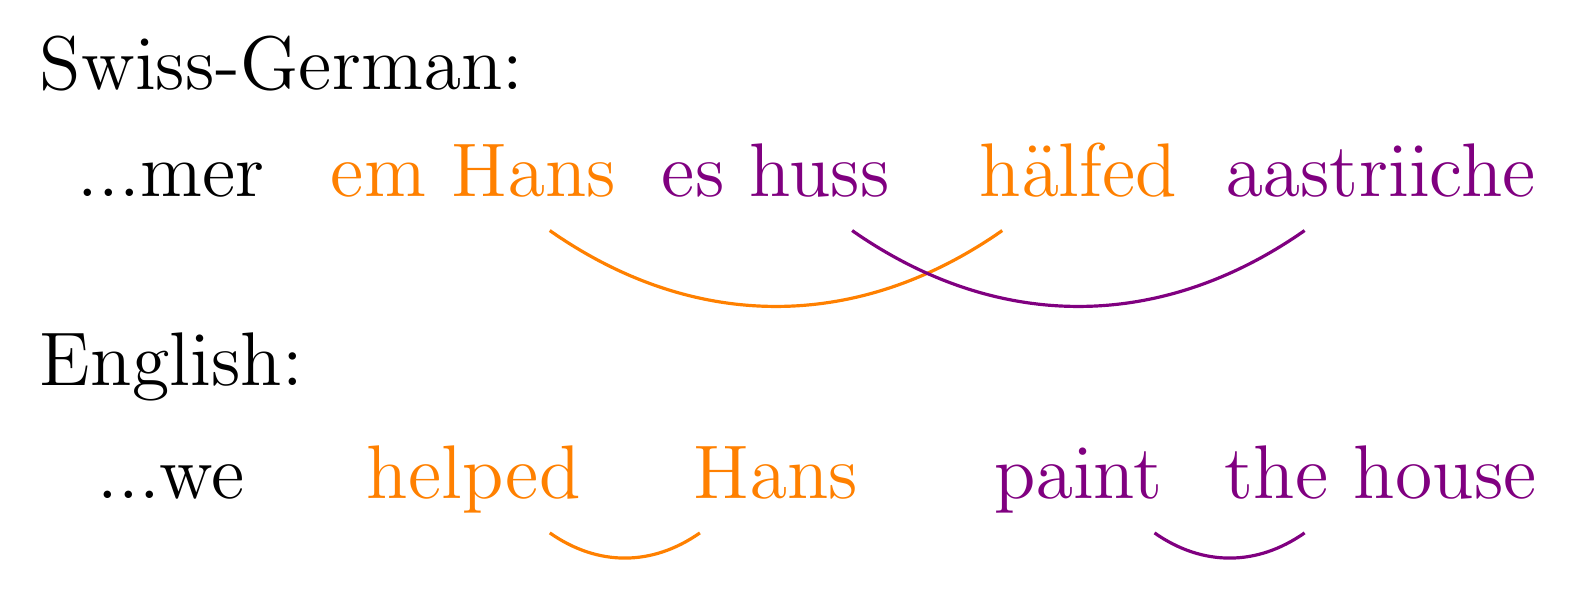 Swiss-German:
...mer em Hans es huss hälfed aastriiche
English:
...we helped Hans paint the house